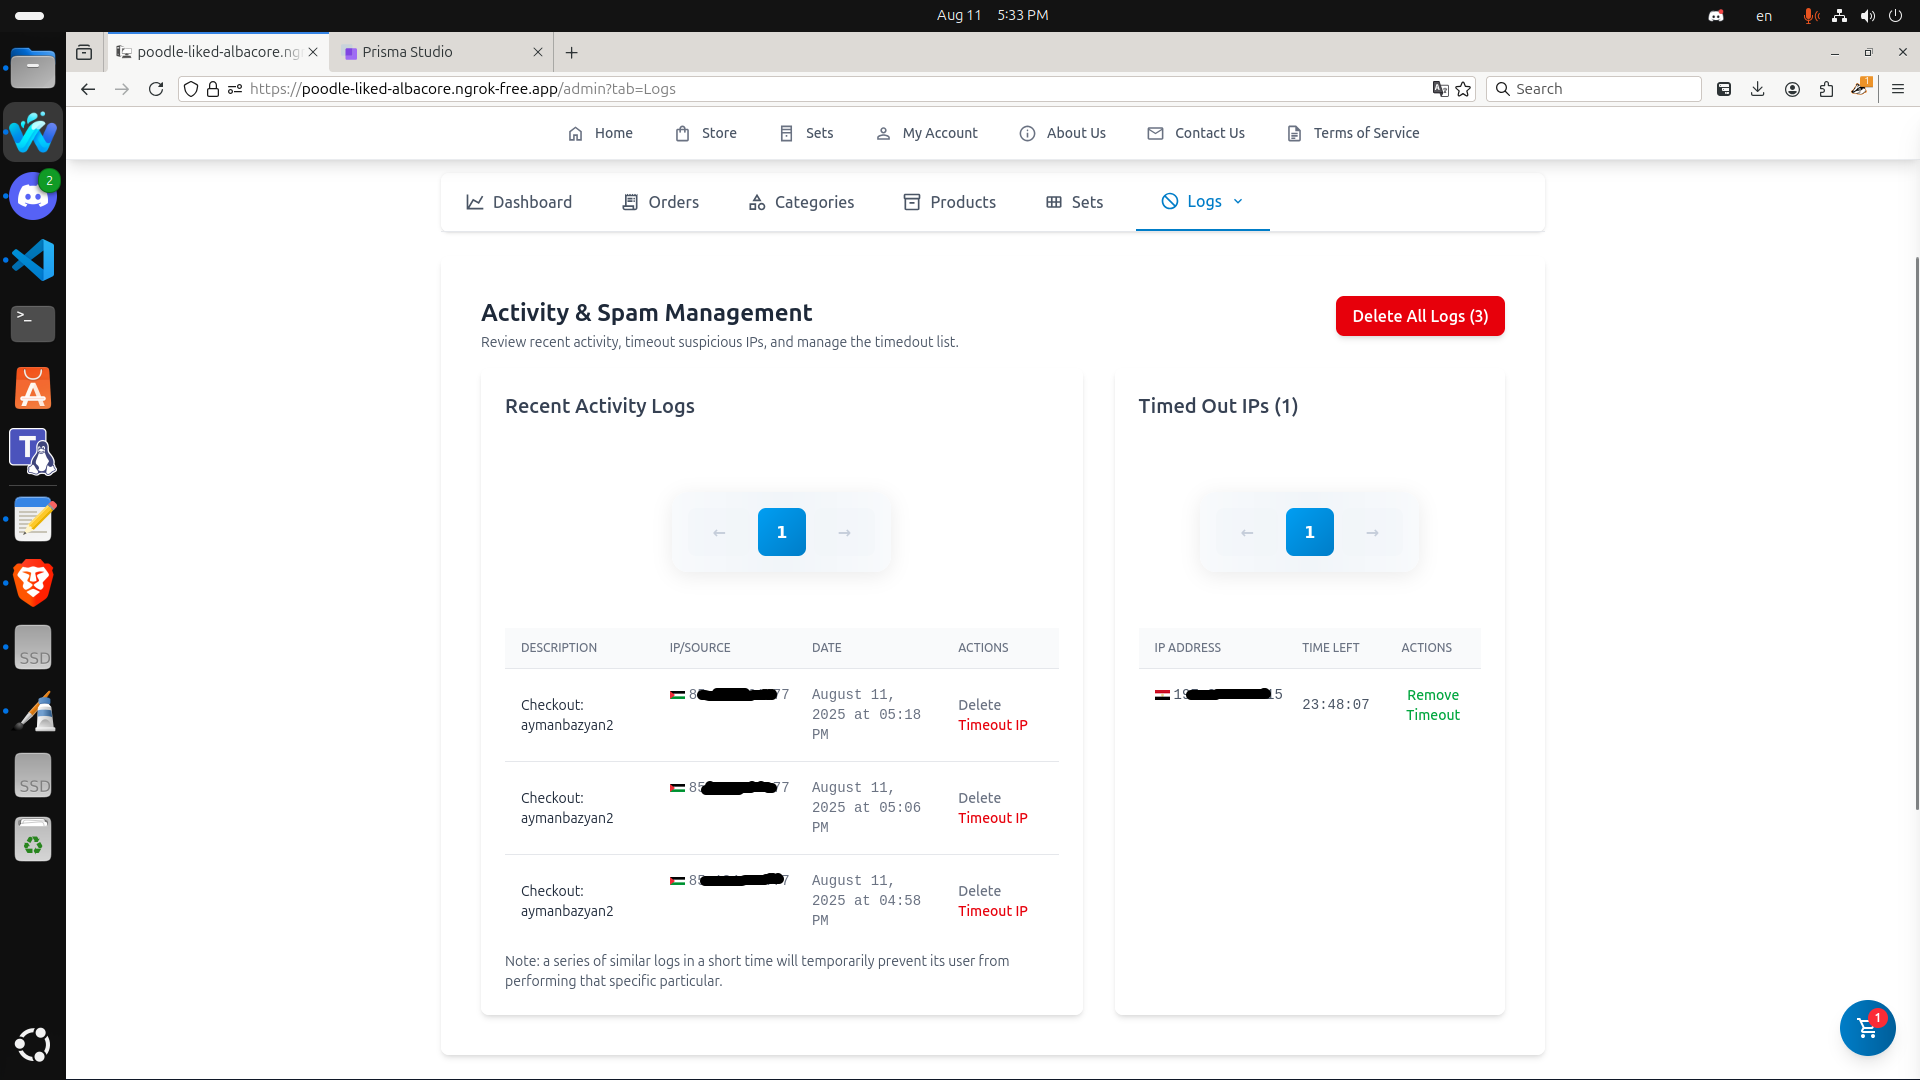 Aug 11 5:33 PM
en
poodle-liked-albacore.ng
Prisma Studio
https://poodle-liked-albacore.ngrok-free.app/admin?tab=Logs
Search
1
Home
Store
Sets
My Account
About Us
Contact Us
Terms of Service
2
>_
T
SSD
SSD
Dashboard
Orders
Categories
Products
Sets
Logs
Activity & Spam Management
Review recent activity, timeout suspicious IPs, and manage the timedout list.
Delete All Logs (3)
Recent Activity Logs
← 1 →
DESCRIPTION IP/SOURCE DATE ACTIONS
Checkout:
aymanbazyan2
8 77
August 11,
2025 at 05:18
PM
Delete
Timeout IP
Checkout:
aymanbazyan2
85 77
August 11,
2025 at 05:06
PM
Delete
Timeout IP
Checkout:
aymanbazyan2
85 7
August 11,
2025 at 04:58
PM
Delete
Timeout IP
Note: a series of similar logs in a short time will temporarily prevent its user from
performing that specific particular.
Timed Out IPs (1)
← 1 →
IP ADDRESS TIME LEFT ACTIONS
19 15
23:48:07
Remove
Timeout
1